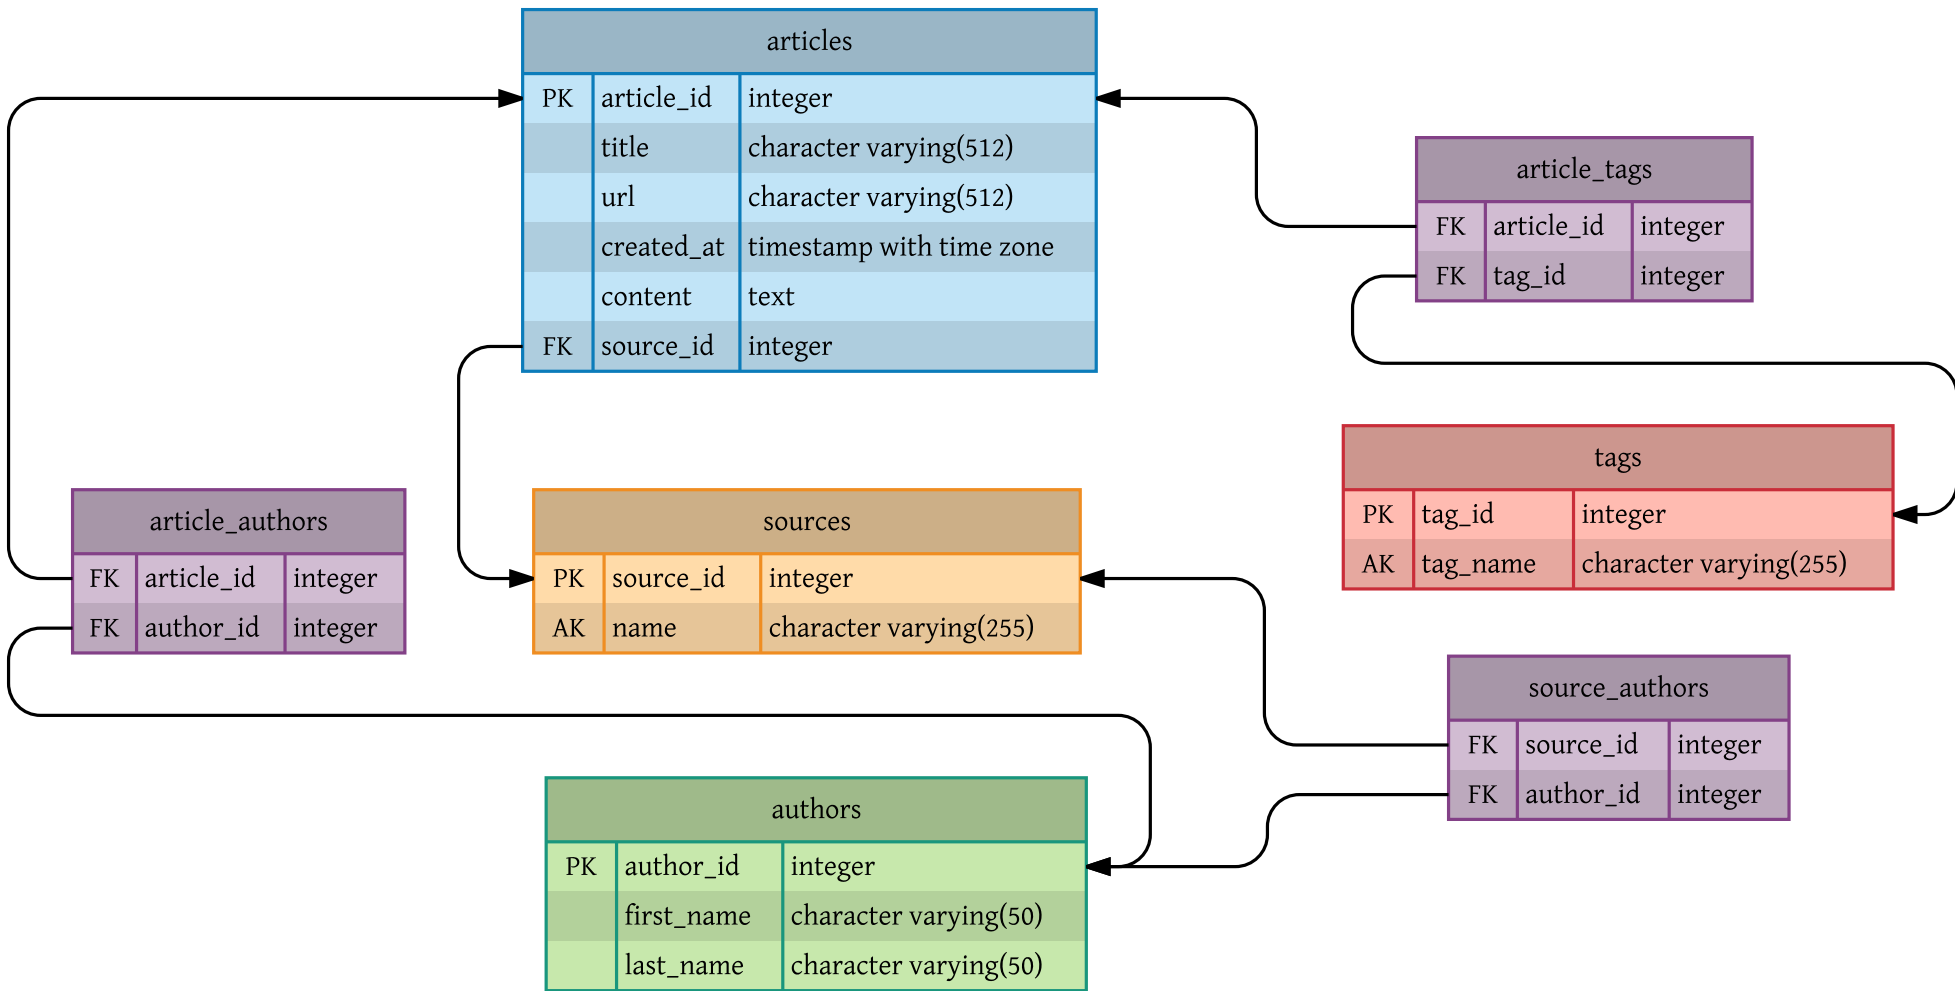 articles
PK article_id integer
title character varying(512)
url character varying(512)
created_at timestamp with time zone
content text
FK source_id integer
article_tags
FK article_id integer
FK tag_id integer
tags
PK tag_id integer
AK tag_name character varying(255)
article_authors
FK article_id integer
FK author_id integer
sources
PK source_id integer
AK name character varying(255)
source_authors
FK source_id integer
FK author_id integer
authors
PK author_id integer
first_name character varying(50)
last_name character varying(50)